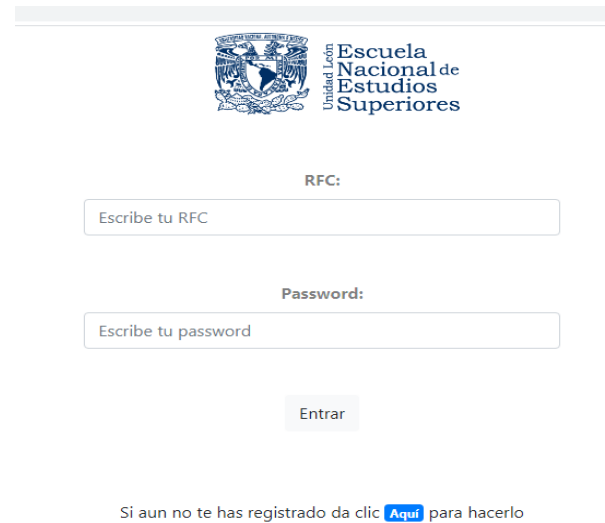 Unidad León
Escuela
Nacional de
Estudios
Superiores
RFC:
Escribe tu RFC
Password:
Escribe tu password
Entrar
Si aun no te has registrado da clic Aquí para hacerlo